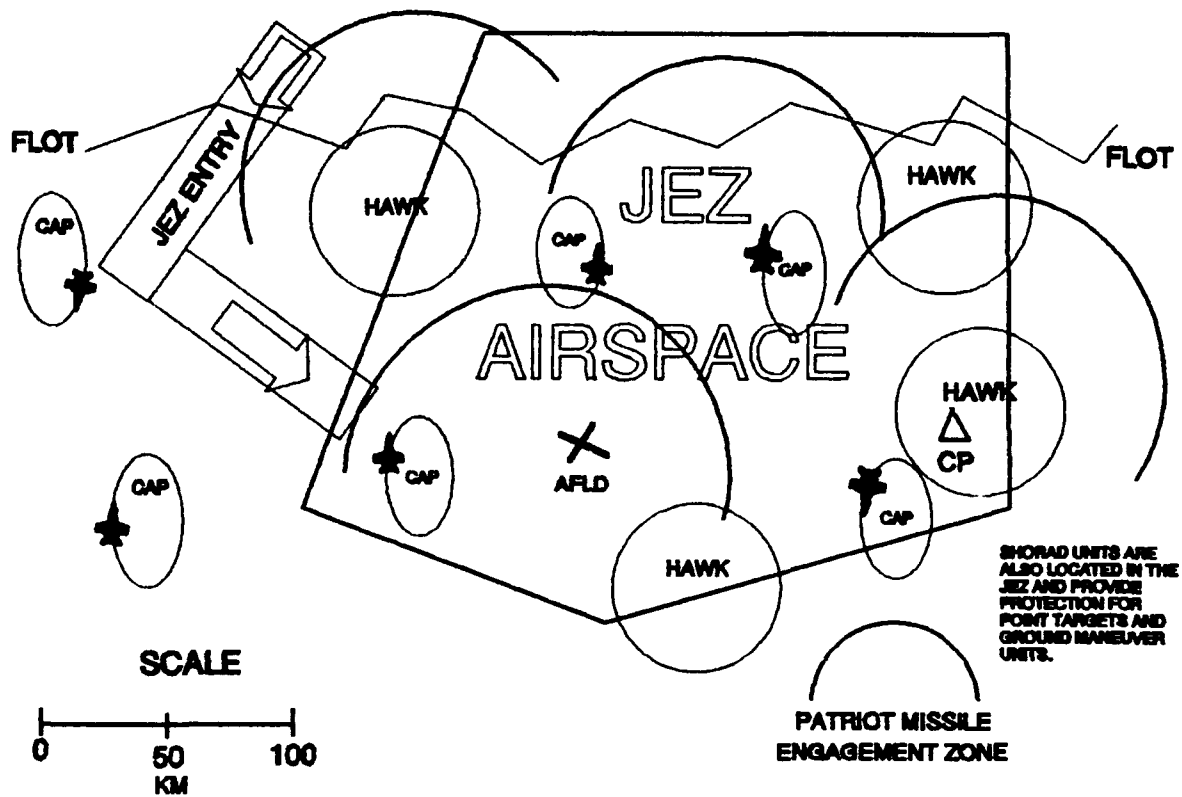 FLOT
JEZ ENTRY
HAWK
JEZ
HAWK
FLOT
CAP
CAP
CAP
AIRSPACE
HAWK
CP
CAP
AFLD
CAP
CAP
HAWK
SHORAD UNITS ARE
ALSO LOCATED IN THE
JEZ AND PROVIDE
PROTECTION FOR
POINT TARGETS AND
GROUND MANEUVER
UNITS.
SCALE
0 50 100
KM
PATRIOT MISSILE
ENGAGEMENT ZONE